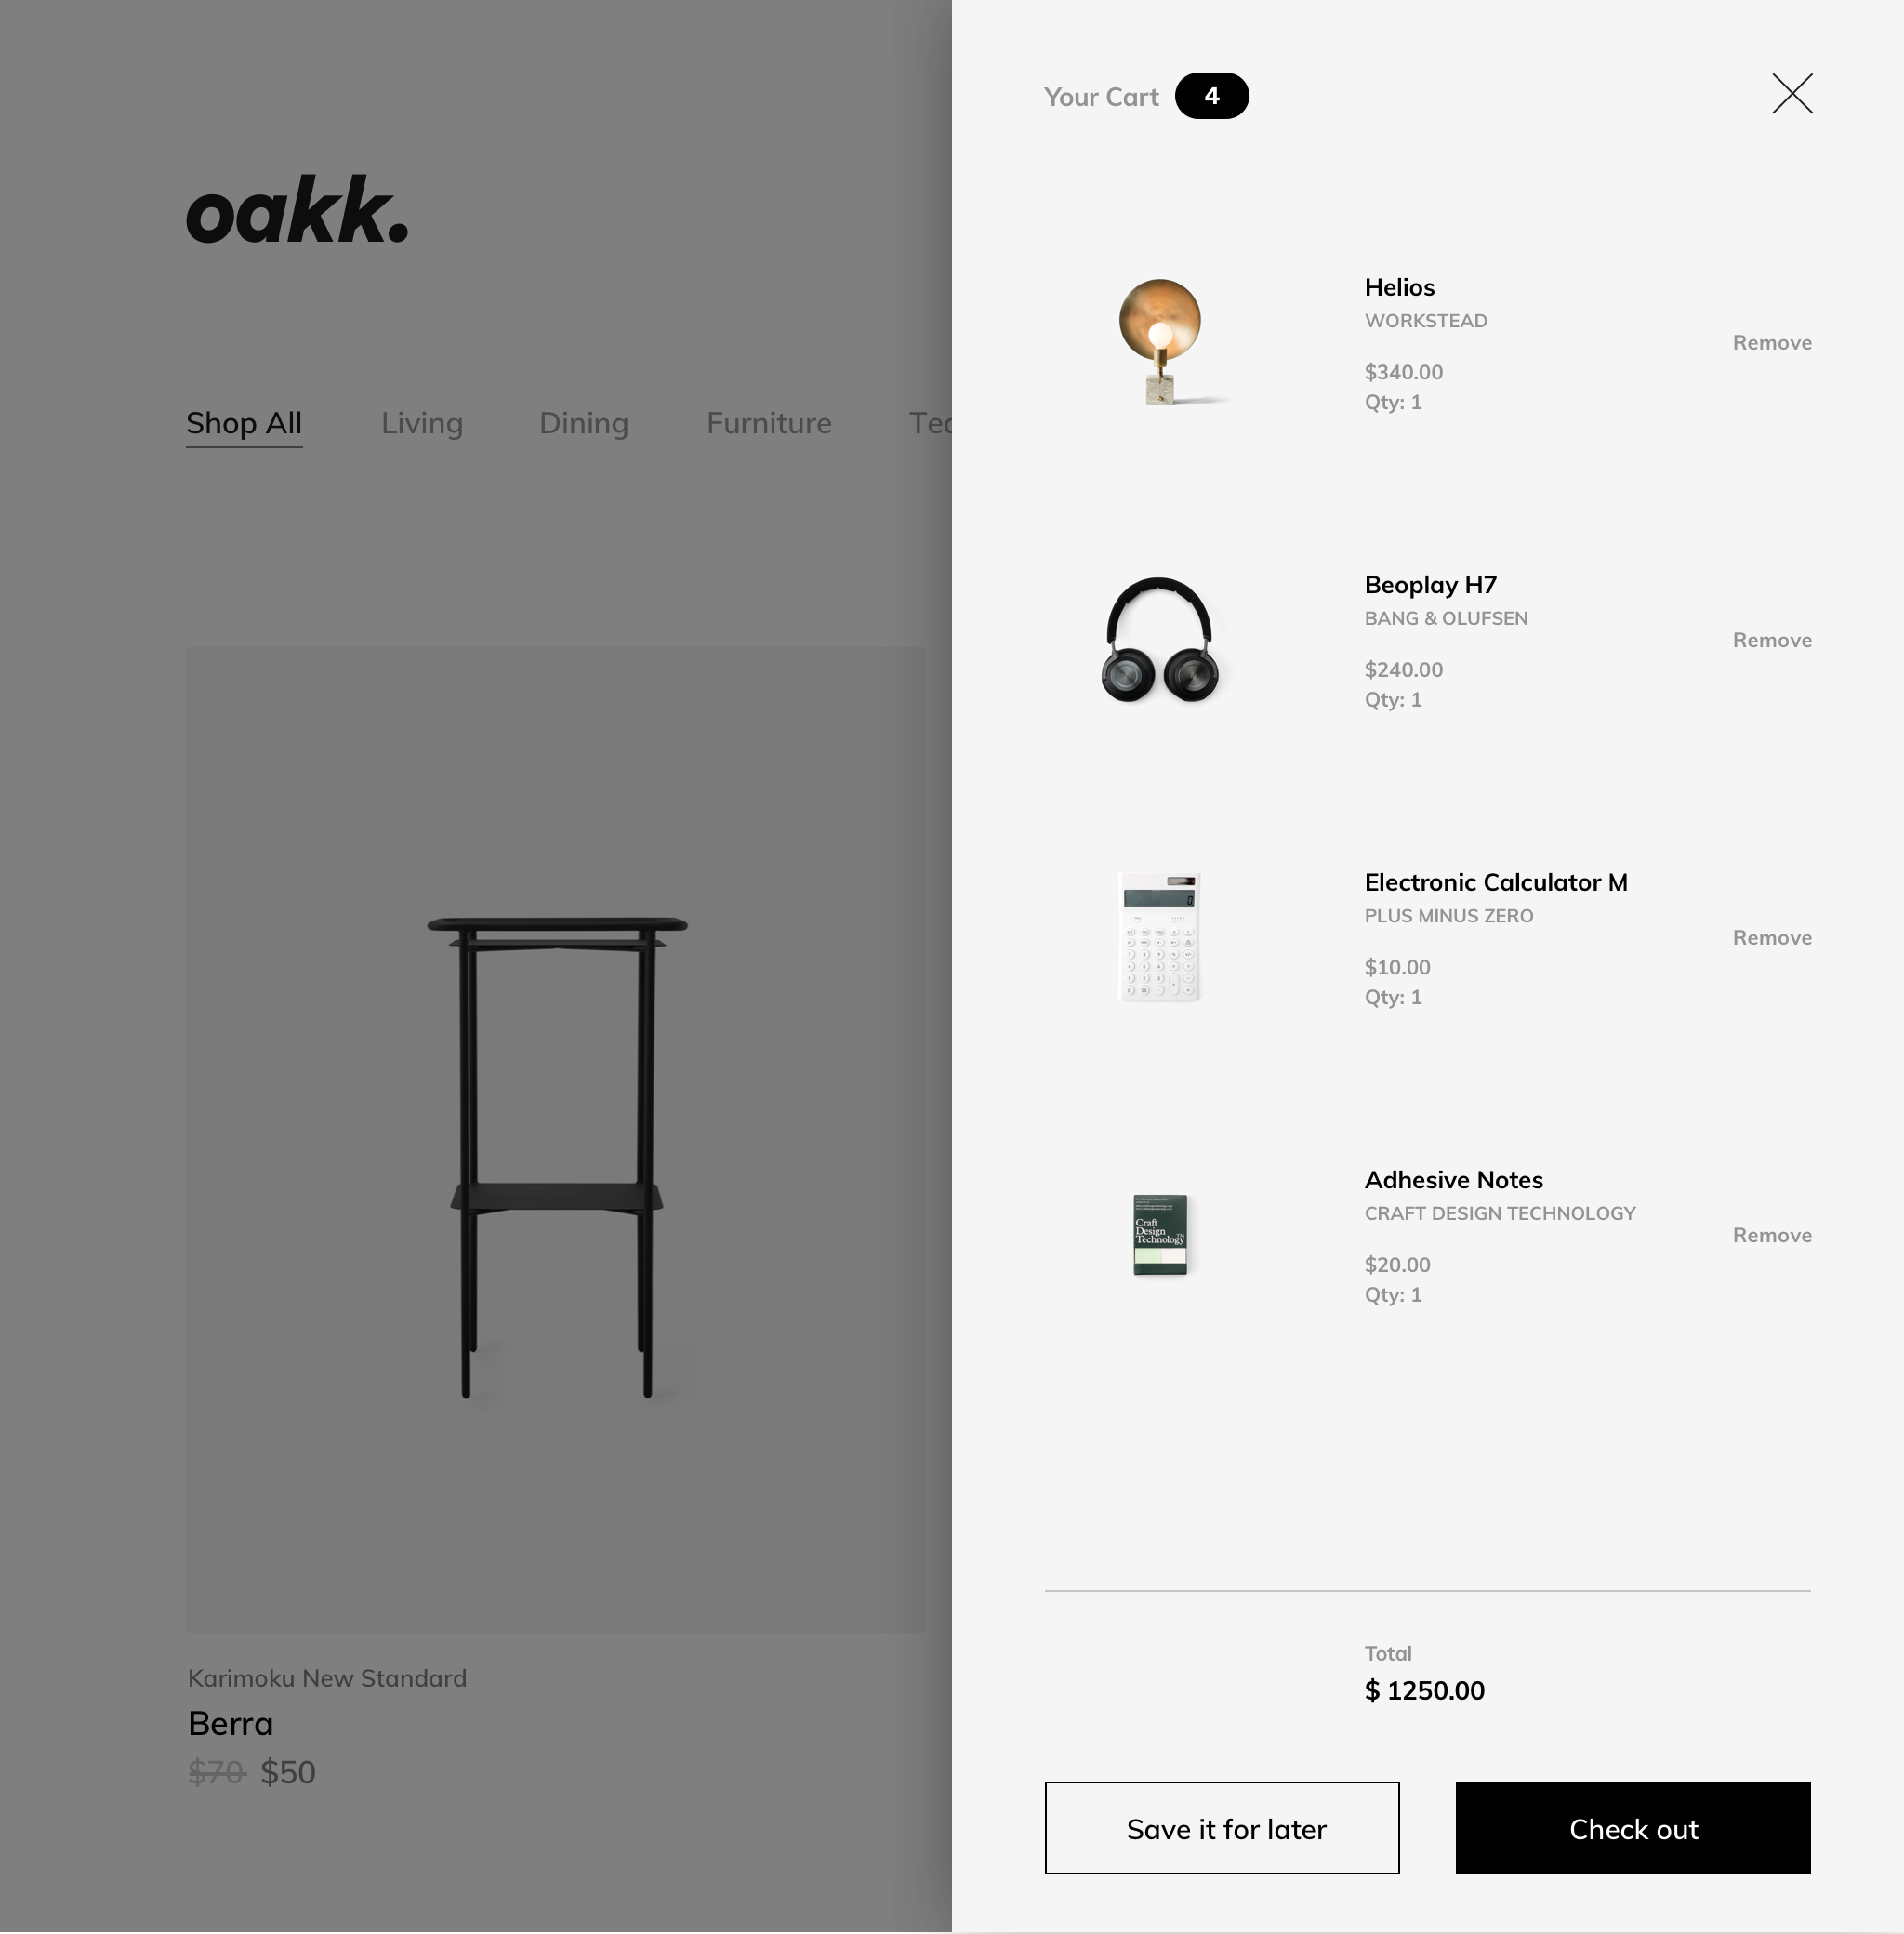 oakk.
Shop All Living Dining Furniture
Karimoku New Standard
Berra
$70 $50
Your Cart 4
Helios
WORKSTEAD
$340.00
Qty: 1
Remove
Beoplay H7
BANG & OLUFSEN
$240.00
Qty: 1
Remove
Electronic Calculator M
PLUS MINUS ZERO
$10.00
Qty: 1
Remove
Craft
Design
Technology™
Adhesive Notes
CRAFT DESIGN TECHNOLOGY
$20.00
Qty: 1
Remove
Total
$ 1250.00
Save it for later
Check out